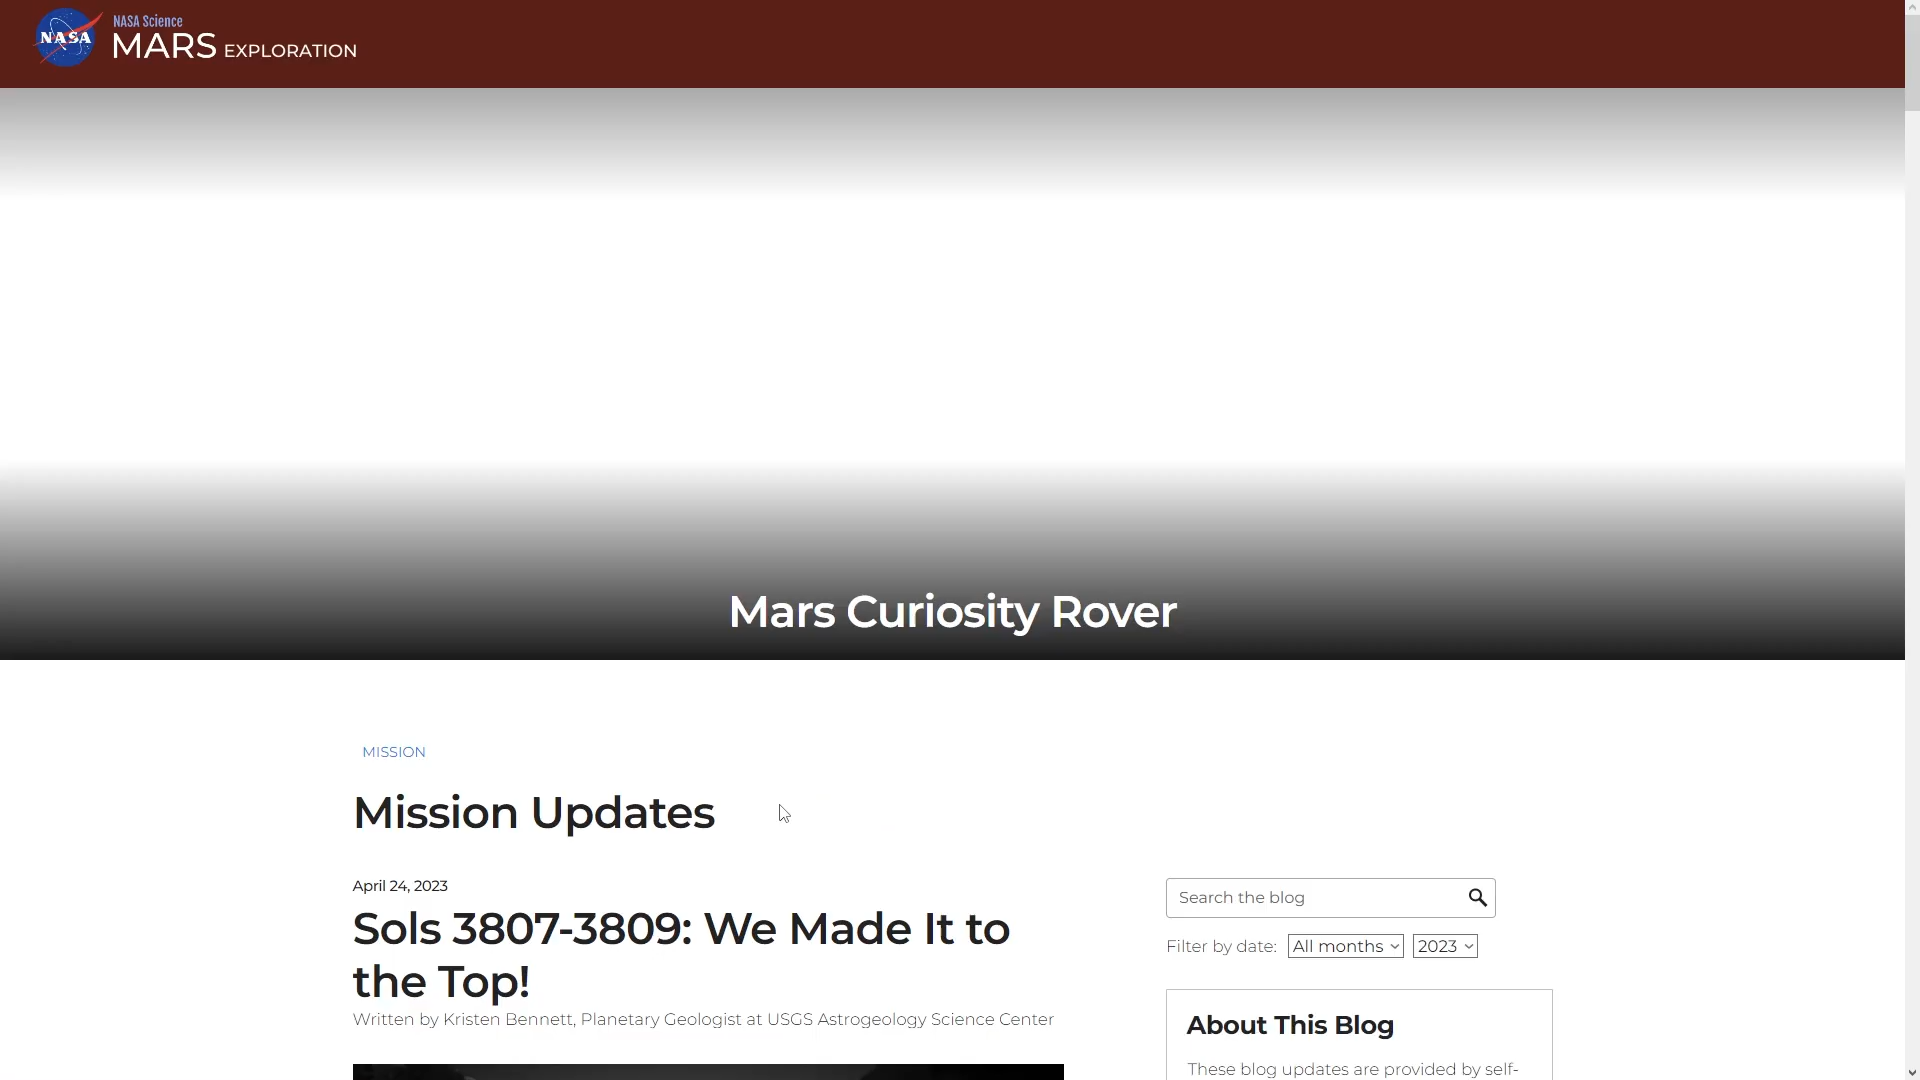 NASA
NASA Science
MARS EXPLORATION
Mars Curiosity Rover
MISSION
Mission Updates
April 24, 2023
Sols 3807-3809: We Made It to
the Top!
Written by Kristen Bennett, Planetary Geologist at USGS Astrogeology Science Center
Search the blog
Filter by date: All months 2023
About This Blog
These blog updates are provided by self-